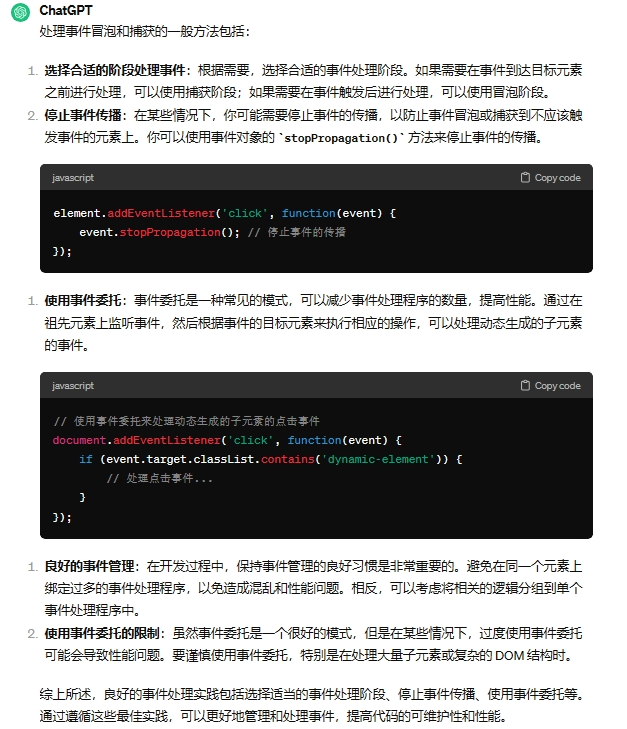 ChatGPT
处理事件冒泡和捕获的一般方法包括：
1. 选择合适的阶段处理事件：根据需要，选择合适的事件处理阶段。如果需要在事件到达目标元素
之前进行处理，可以使用捕获阶段；如果需要在事件触发后进行处理，可以使用冒泡阶段。
2. 停止事件传播：在某些情况下，你可能需要停止事件的传播，以防止事件冒泡或捕获到不应该触
发事件的元素上。你可以使用事件对象的 `stopPropagation()` 方法来停止事件的传播。
javascript Copy code
element.addEventListener('click', function(event) {
    event.stopPropagation(); // 停止事件的传播
});
1. 使用事件委托：事件委托是一种常见的模式，可以减少事件处理程序的数量，提高性能。通过在
祖先元素上监听事件，然后根据事件的目标元素来执行相应的操作，可以处理动态生成的子元素
的事件。
javascript Copy code
// 使用事件委托来处理动态生成的子元素的点击事件
document.addEventListener('click', function(event) {
    if (event.target.classList.contains('dynamic-element')) {
        // 处理点击事件...
    }
});
1. 良好的事件管理：在开发过程中，保持事件管理的良好习惯是非常重要的。避免在同一个元素上
绑定过多的事件处理程序，以免造成混乱和性能问题。相反，可以考虑将相关的逻辑分组到单个
事件处理程序中。
2. 使用事件委托的限制：虽然事件委托是一个很好的模式，但是在某些情况下，过度使用事件委托
可能会导致性能问题。要谨慎使用事件委托，特别是在处理大量子元素或复杂的 DOM 结构时。
综上所述，良好的事件处理实践包括选择适当的事件处理阶段、停止事件传播、使用事件委托等。
通过遵循这些最佳实践，可以更好地管理和处理事件，提高代码的可维护性和性能。